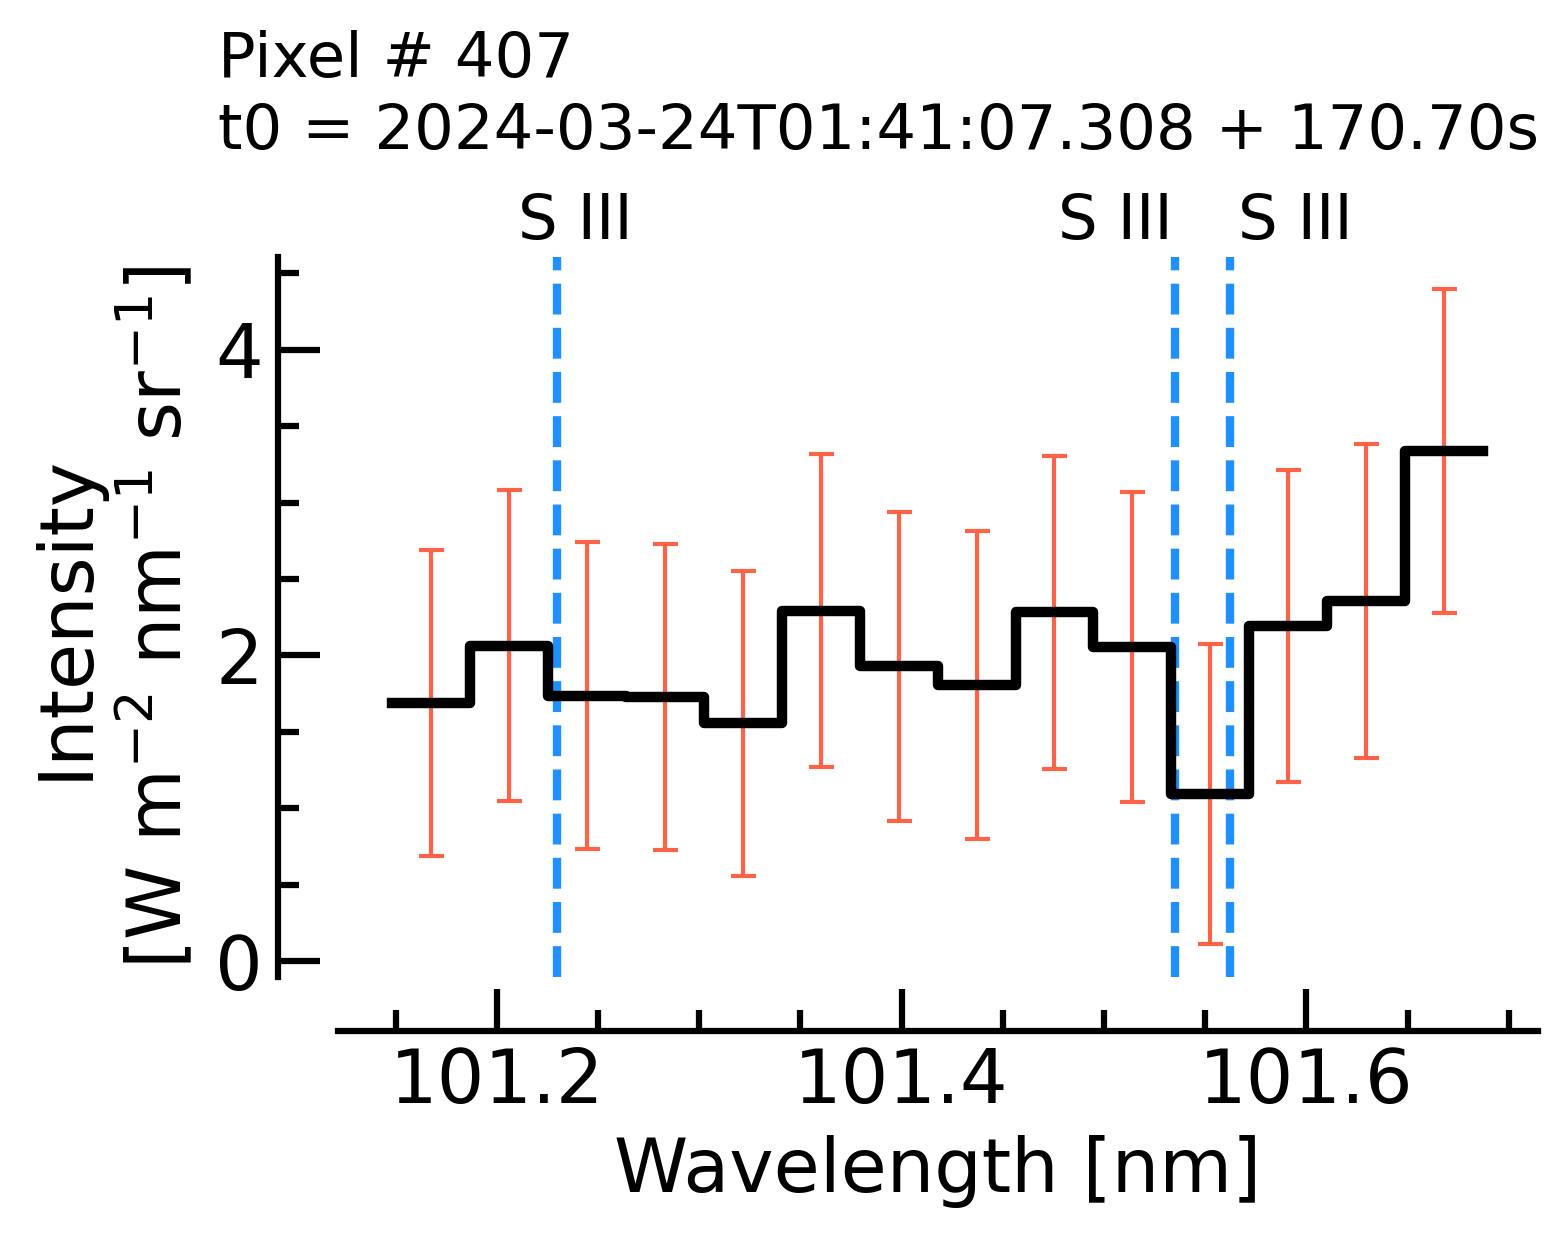 Pixel # 407
t0 = 2024-03-24T01:41:07.308 + 170.70s
S III S III S III
Intensity
[W m⁻² nm⁻¹ sr⁻¹]
4
2
0
101.2 101.4 101.6
Wavelength [nm]